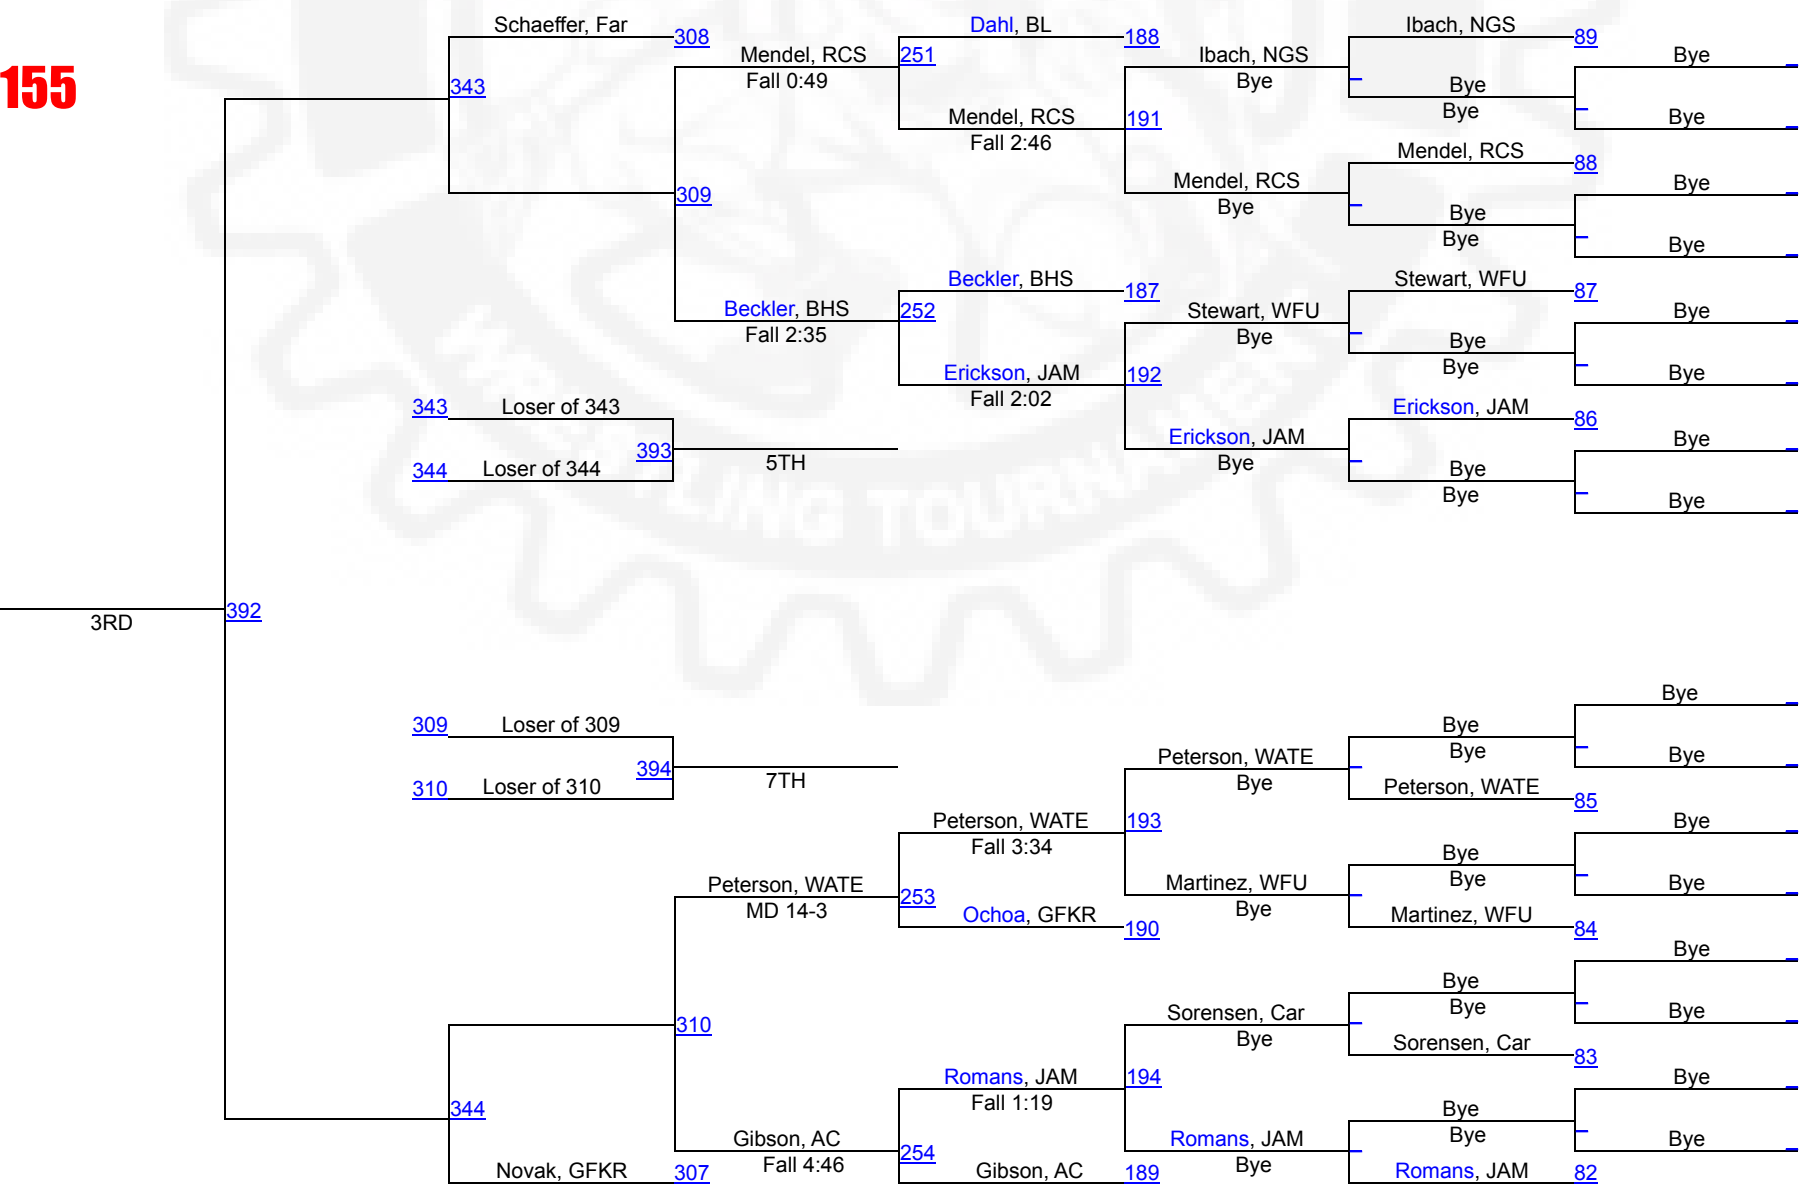 155
Schaeffer, Far
308
343
Mendel, RCS
Fall 0:49
251
Dahl, BL
188
Mendel, RCS
Fall 2:46
191
Ibach, NGS
Bye
Ibach, NGS
89
Bye
Bye
Bye
Bye
Mendel, RCS
Bye
Mendel, RCS
88
Bye
Bye
Bye
Bye
309
Beckler, BHS
Fall 2:35
252
Beckler, BHS
187
Erickson, JAM
Fall 2:02
192
Stewart, WFU
Bye
Stewart, WFU
87
Bye
Bye
Bye
Bye
Erickson, JAM
Bye
Erickson, JAM
86
Bye
Bye
Bye
Bye
343
Loser of 343
393
5TH
344
Loser of 344
WRESTLING TOURNAMENT
3RD
392
309
Loser of 309
394
7TH
310
Loser of 310
Peterson, WATE
MD 14-3
253
Peterson, WATE
Fall 3:34
193
Ochoa, GFKR
190
Peterson, WATE
Bye
Bye
Bye
Peterson, WATE
85
Bye
Bye
Martinez, WFU
Bye
Bye
Bye
Martinez, WFU
84
Bye
Bye
310
Gibson, AC
Fall 4:46
254
Romans, JAM
Fall 1:19
194
Gibson, AC
189
Sorensen, Car
Bye
Bye
Bye
Sorensen, Car
83
Bye
Bye
Romans, JAM
Bye
Bye
Bye
Romans, JAM
82
Bye
Bye
344
Novak, GFKR
307